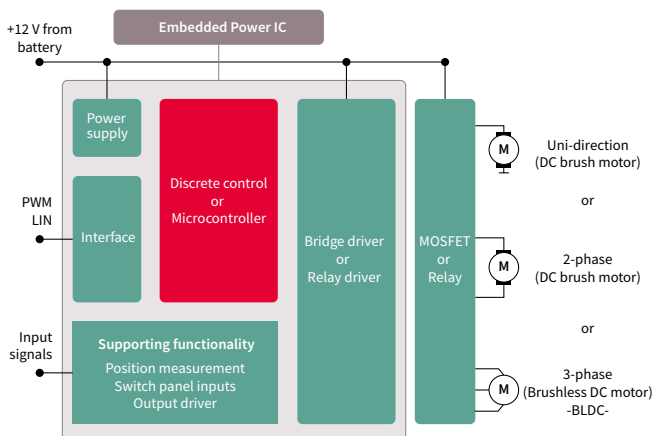 Embedded Power IC
+12 V from
battery
Power
supply
Discrete control
or
Microcontroller
Bridge driver
or
Relay driver
MOSFET
or
Relay
PWM
LIN
Interface
Input
signals
Supporting functionality
Position measurement
Switch panel inputs
Output driver
M
Uni-direction
(DC brush motor)
or
M
2-phase
(DC brush motor)
or
M
3-phase
(Brushless DC motor)
-BLDC-